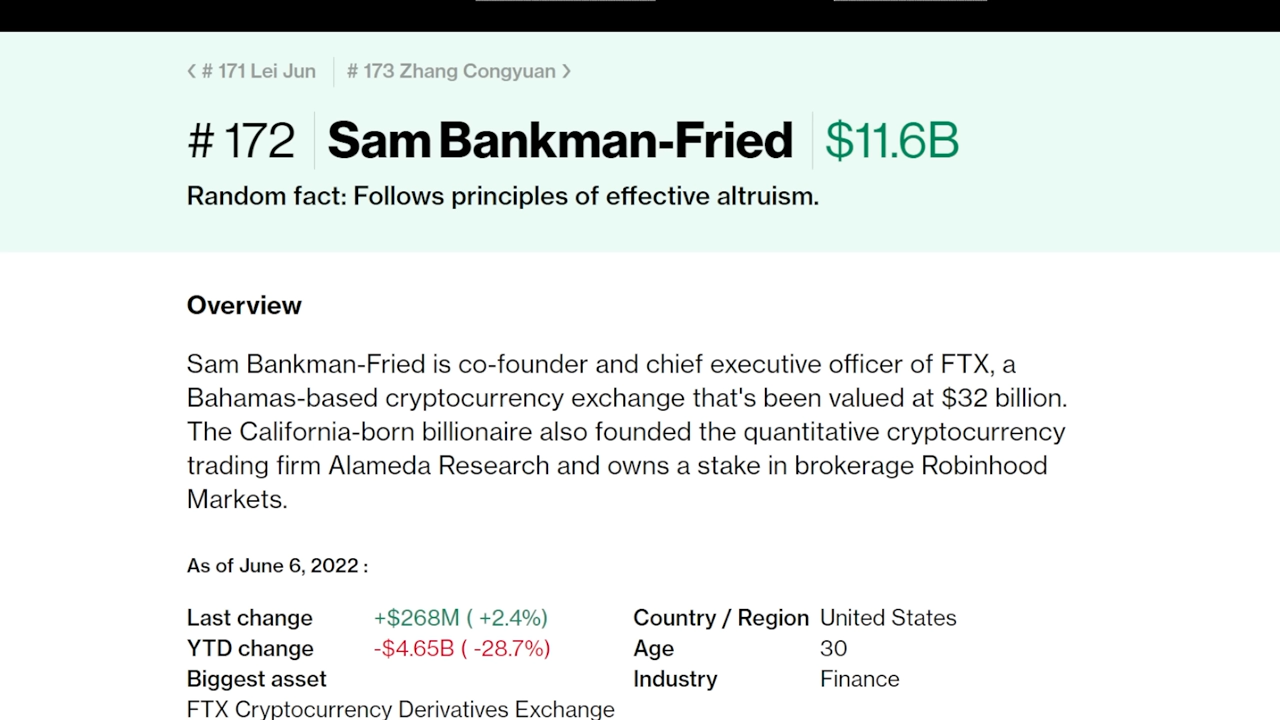 ‹ # 171 Lei Jun # 173 Zhang Congyuan ›
# 172 Sam Bankman-Fried $11.6B
Random fact: Follows principles of effective altruism.
Overview
Sam Bankman-Fried is co-founder and chief executive officer of FTX, a
Bahamas-based cryptocurrency exchange that's been valued at $32 billion.
The California-born billionaire also founded the quantitative cryptocurrency
trading firm Alameda Research and owns a stake in brokerage Robinhood
Markets.
As of June 6, 2022 :
Last change +$268M ( +2.4%) Country / Region United States
YTD change -$4.65B ( -28.7%) Age 30
Biggest asset Industry Finance
FTX Cryptocurrency Derivatives Exchange